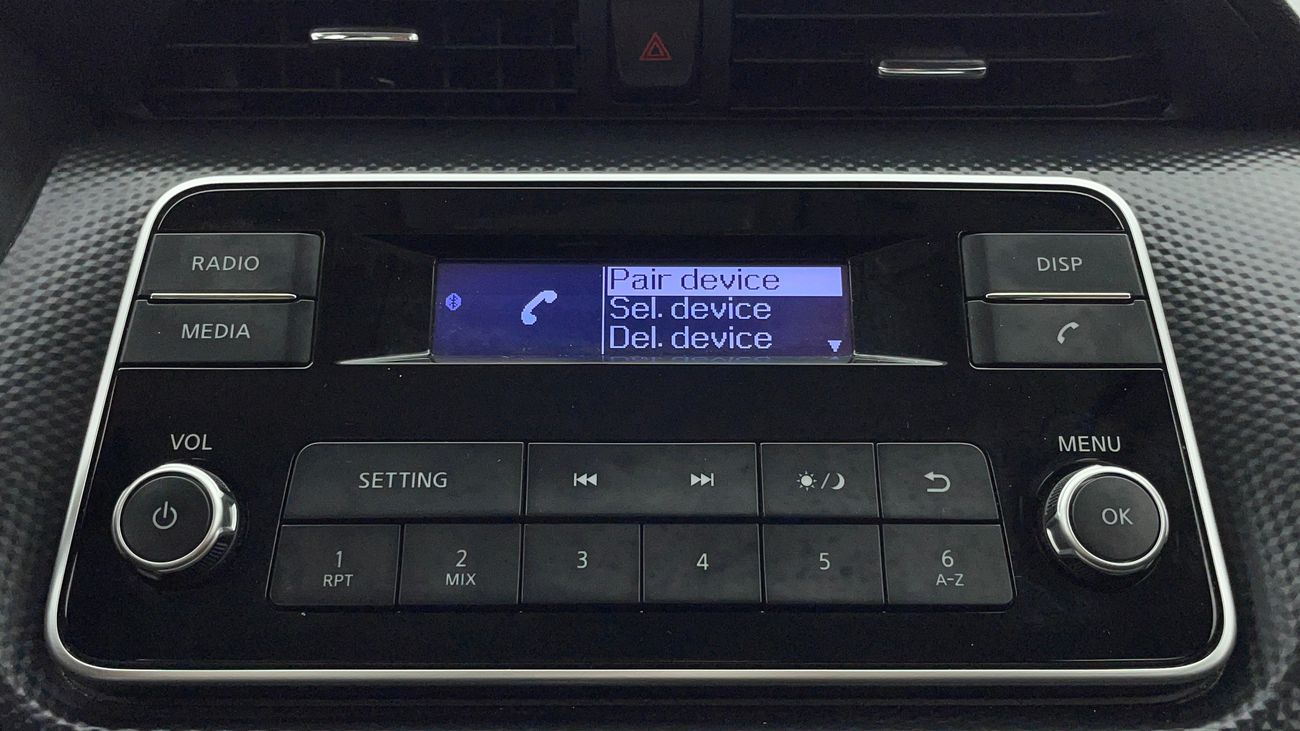 RADIO
MEDIA
Pair device
Sel. device
Del. device
DISP
VOL
MENU
SETTING
OK
1
RPT
2
MIX
3
4
5
6
A-Z